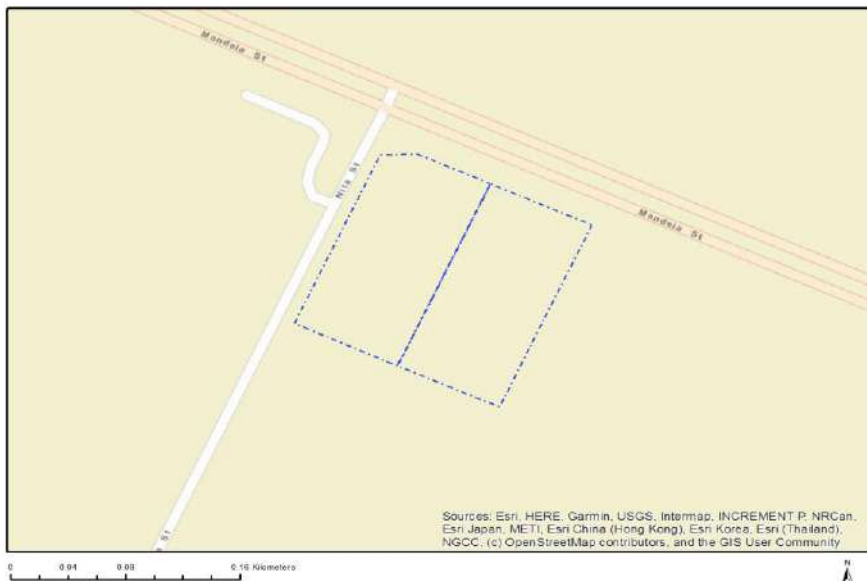 Mandela St
Nita St
Mandela St
s St
Sources: Esri, HERE, Garmin, USGS, Intermap, INCREMENT P, NRCan,
Esri Japan, METI, Esri China (Hong Kong), Esri Korea, Esri (Thailand),
NGCC, (c) OpenStreetMap contributors, and the GIS User Community
0 0.04 0.08 0.16 Kilometers
N